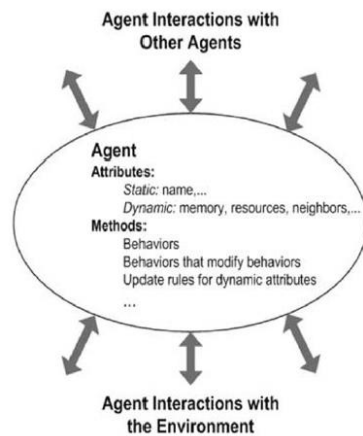 Agent Interactions with
Other Agents
Agent
Attributes:
Static: name,...
Dynamic: memory, resources, neighbors,...
Methods:
Behaviors
Behaviors that modify behaviors
Update rules for dynamic attributes
...
Agent Interactions with
the Environment